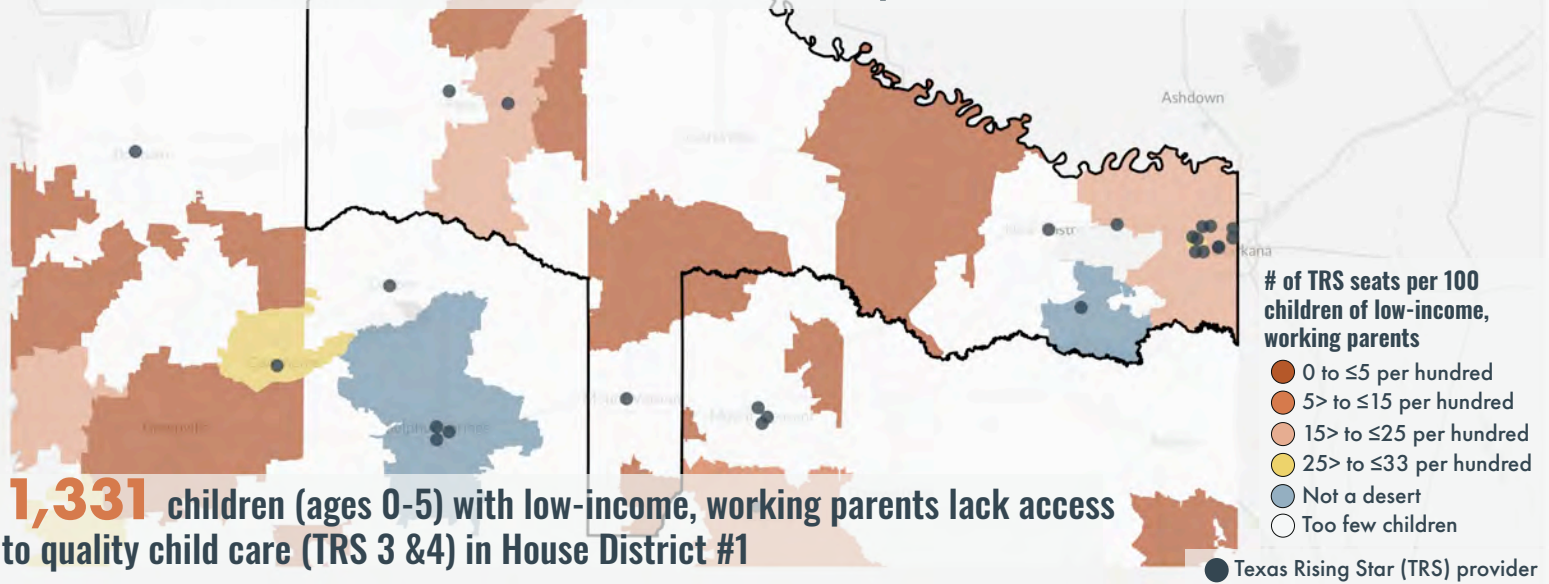 Ashdown
kana
# of TRS seats per 100
children of low-income,
working parents
0 to ≤5 per hundred
5> to ≤15 per hundred
15> to ≤25 per hundred
25> to ≤33 per hundred
Not a desert
Too few children
Texas Rising Star (TRS) provider
1,331 children (ages 0-5) with low-income, working parents lack access
to quality child care (TRS 3 &4) in House District #1